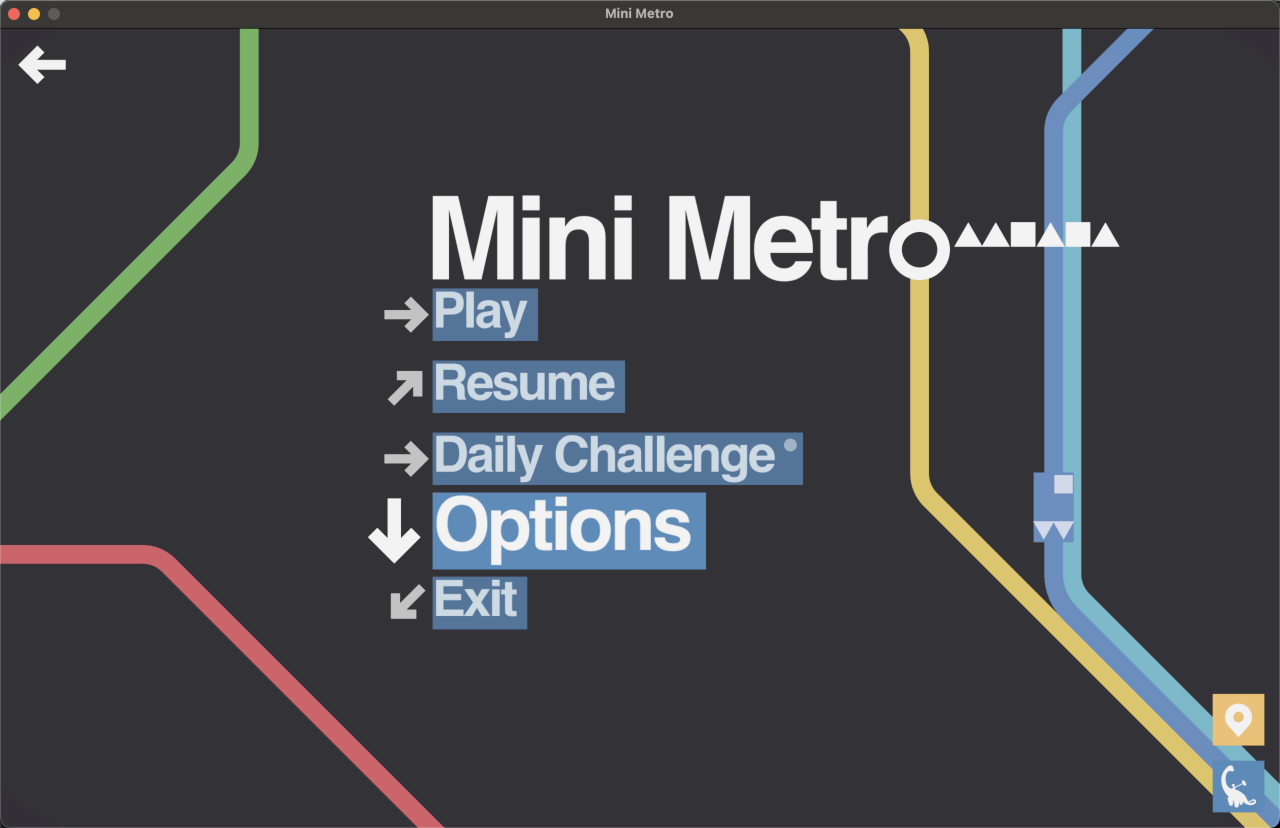 Mini Metro
Mini Metro
Play
Resume
Daily Challenge
Options
Exit